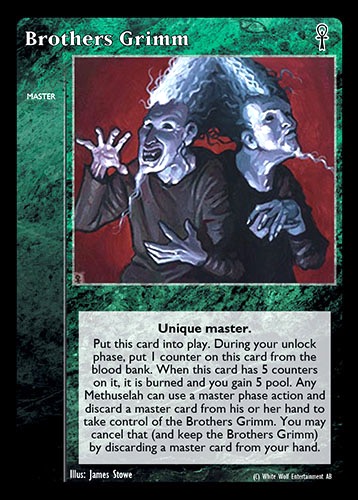 Brothers Grimm
MASTER
Unique master.
Put this card into play. During your unlock
phase, put 1 counter on this card from the
blood bank. When this card has 5 counters
on it, it is burned and you gain 5 pool. Any
Methuselah can use a master phase action and
discard a master card from his or her hand to
take control of the Brothers Grimm. You may
cancel that (and keep the Brothers Grimm)
by discarding a master card from your hand.
Illus: James Stowe
(C) White Wolf Entertainment AB